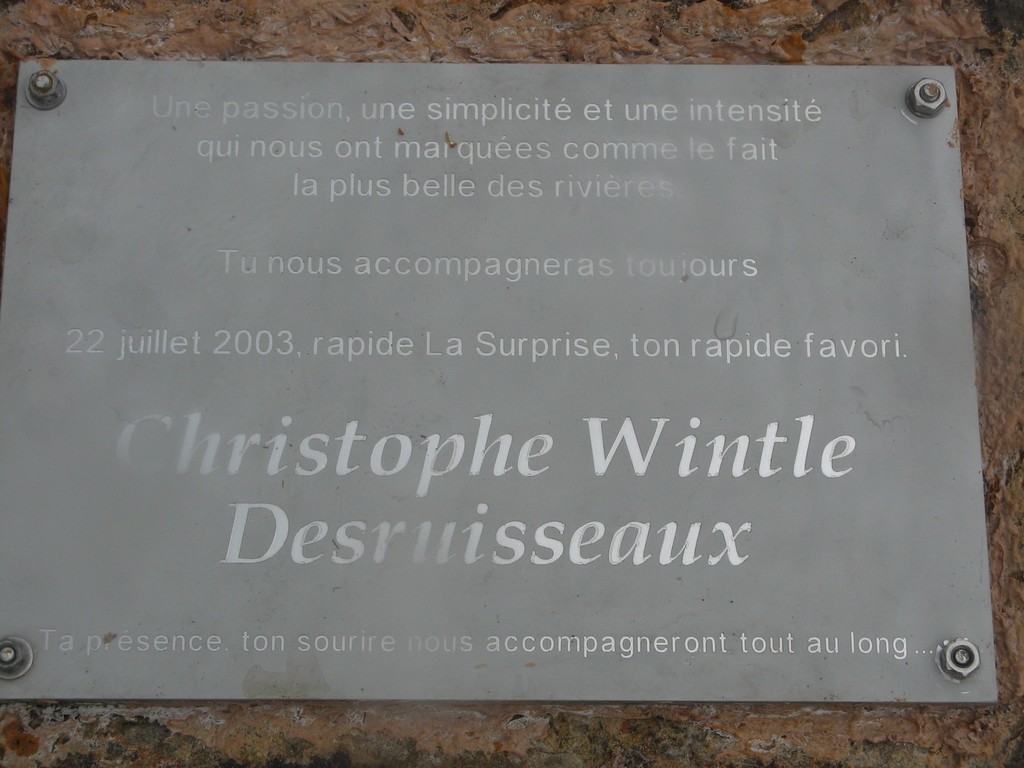 Une passion, une simplicité et une intensité
qui nous ont marquées comme le fait
la plus belle des rivières.
Tu nous accompagneras toujours
22 juillet 2003, rapide La Surprise, ton rapide favori.
Christophe Wintle
Desruisseaux
Ta présence, ton sourire nous accompagneront tout au long...